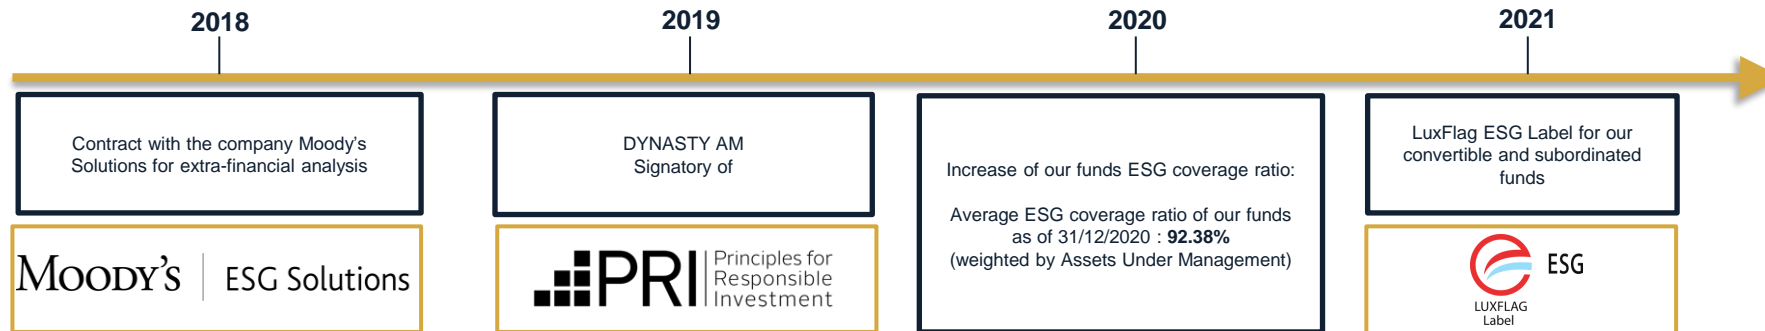 2018
2019
2020
2021
Contract with the company Moody's
Solutions for extra-financial analysis
MOODY'S | ESG Solutions
DYNASTY AM
Signatory of
PRI
Principles for
Responsible
Investment
Increase of our funds ESG coverage ratio:
Average ESG coverage ratio of our funds
as of 31/12/2020 : 92.38%
(weighted by Assets Under Management)
LuxFlag ESG Label for our
convertible and subordinated
funds
ESG
LUXFLAG
Label